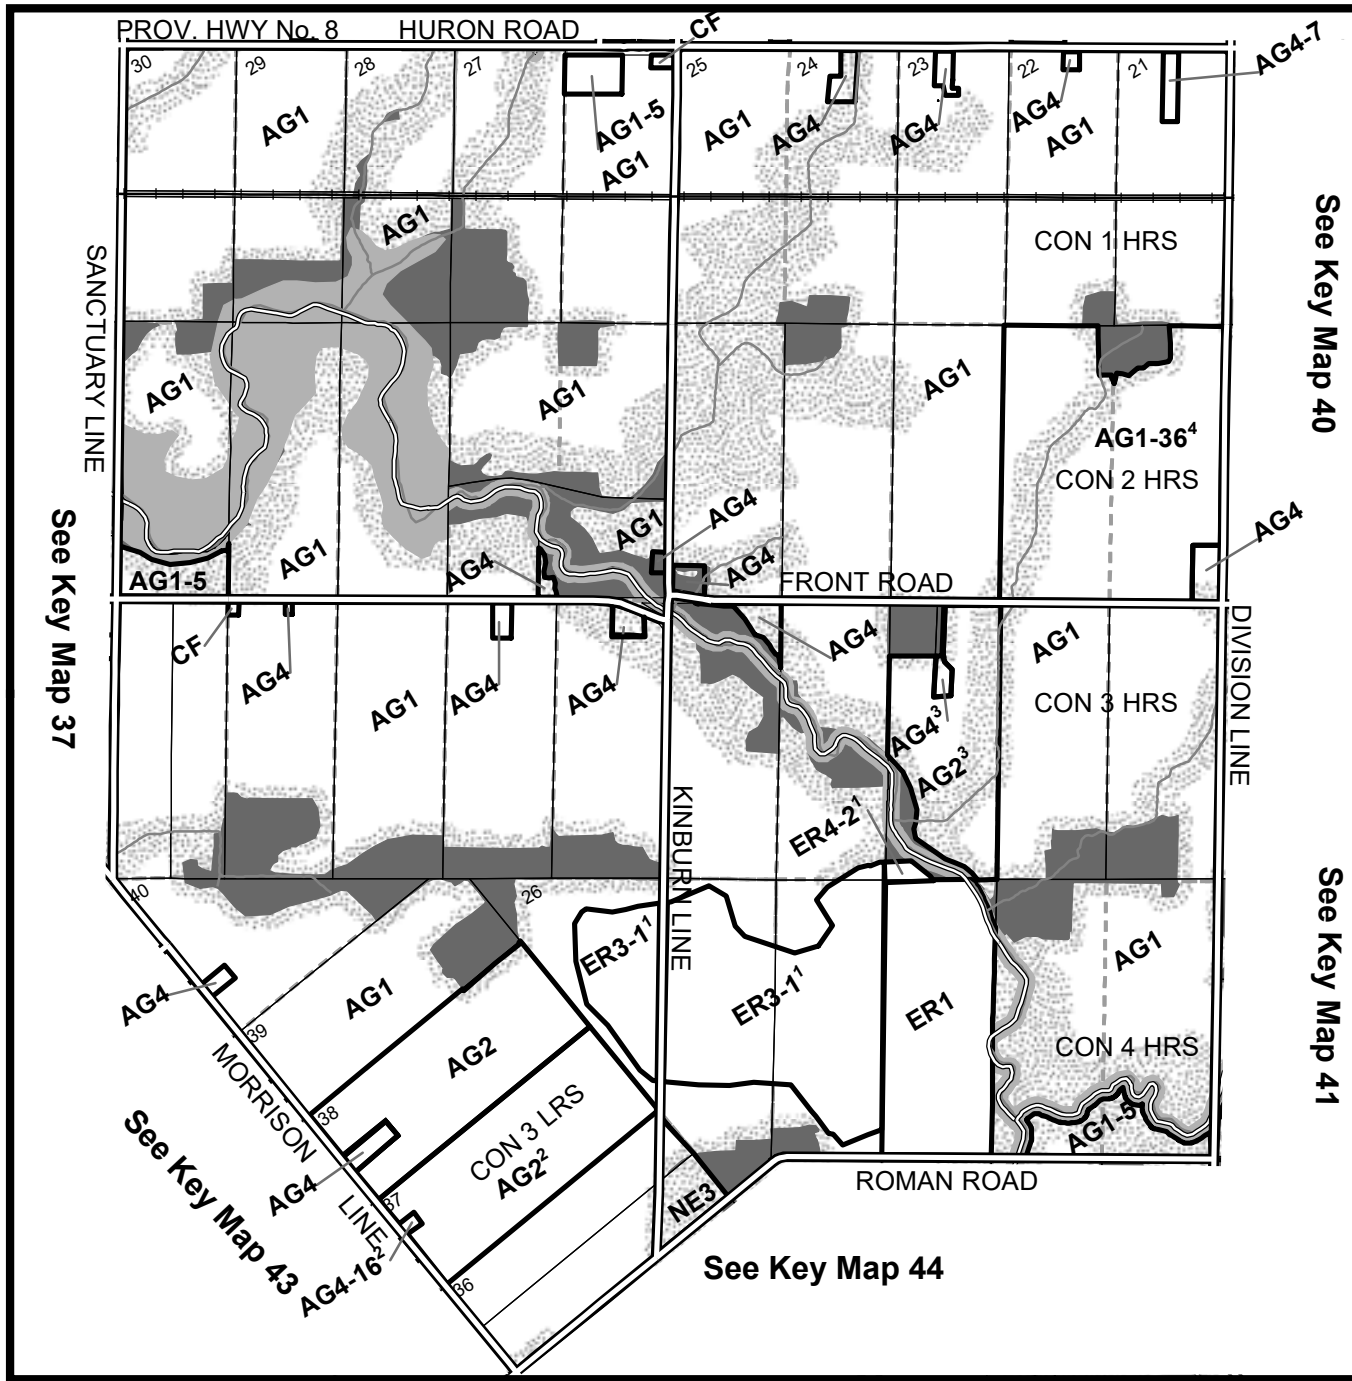 PROV. HWY No. 8
HURON ROAD
CF
AG4-7
30
29
28
27
25
24
23
22
21
AG1
AG1-5
AG1
AG1
AG4
AG4
AG4
AG1
AG1
CON 1 HRS
See Key Map 40
SANCTUARY LINE
AG1
AG1
AG1
AG1-36⁴
CON 2 HRS
See Key Map 37
AG1
AG1
AG4
AG4
AG1-5
AG4
AG4
FRONT ROAD
DIVISION LINE
CF
AG4
AG1
AG4
AG4
AG4
AG1
CON 3 HRS
AG4³
AG2³
KINBURN LINE
ER4-2¹
See Key Map 41
40
26
ER3-1¹
ER3-1¹
AG1
AG4
AG1
ER1
39
MORRISON LINE
AG2
CON 4 HRS
38
CON 3 LRS
AG2²
AG1-5
See Key Map 43
AG4
37
NE3
ROMAN ROAD
AG4-16²
36
See Key Map 44